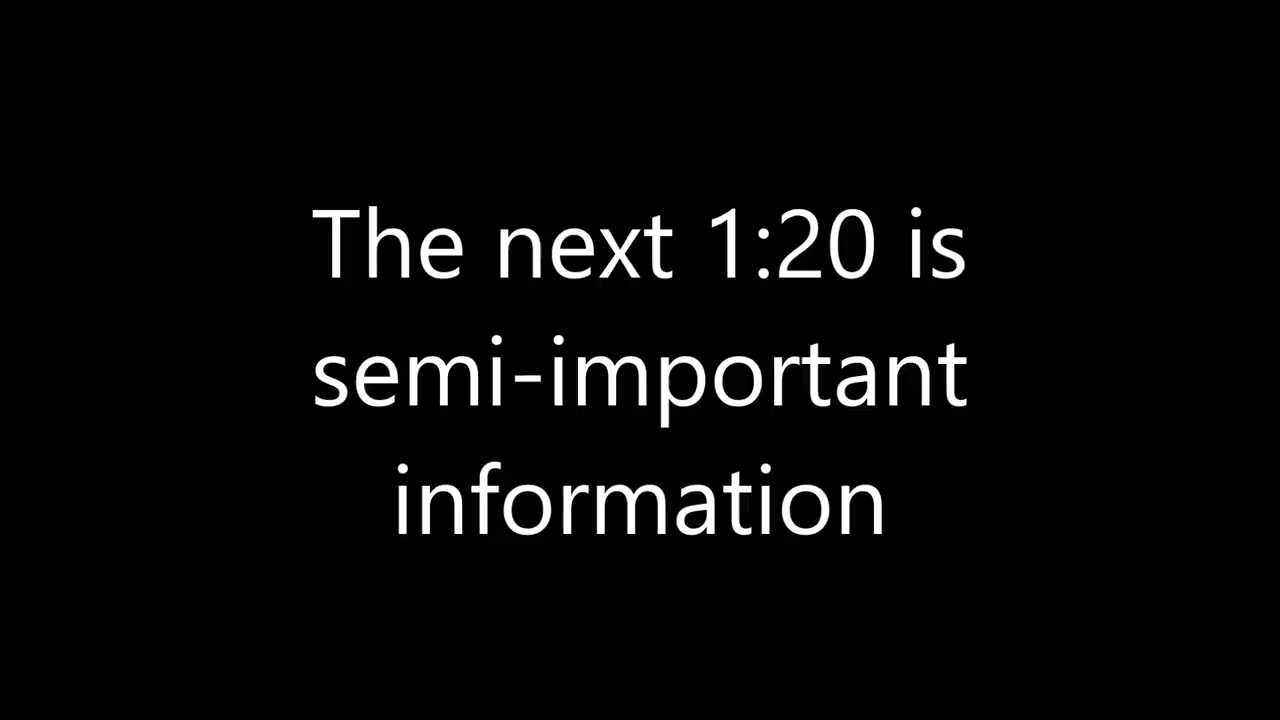 The next 1:20 is
semi-important
information